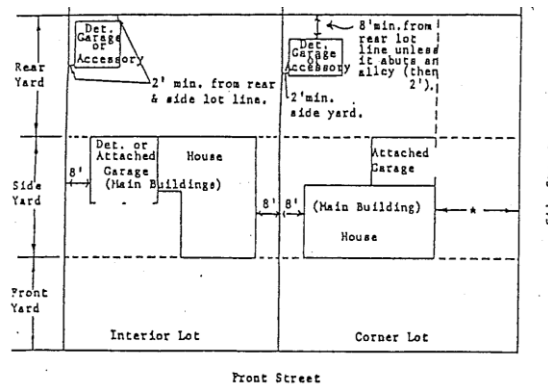 Det.
Garage
or
Accessory
2' min. from rear
& side lot line.
Det.
Garage
or
Accessory
8'min.from
rear lot
line unless
it abuts an
alley (then
2').
2'min.
side yard.
Rear
Yard
Det. or
Attached
Garage
(Main Buildings)
House
8'
8'
8'
Attached
Garage
(Main Building)
House
*
Side
Yard
Front
Yard
Interior Lot
Corner Lot
Front Street